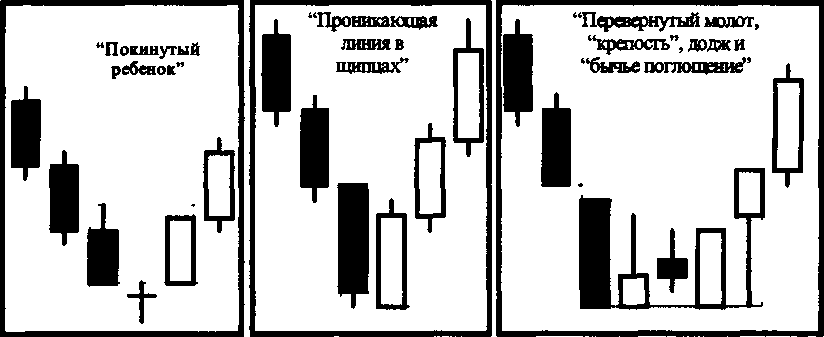 “Покинутый
ребенок”
“Проникающая
линия в
щипцах”
“Перевернутый молот,
“крепость”, додж и
“бычье поглощение”